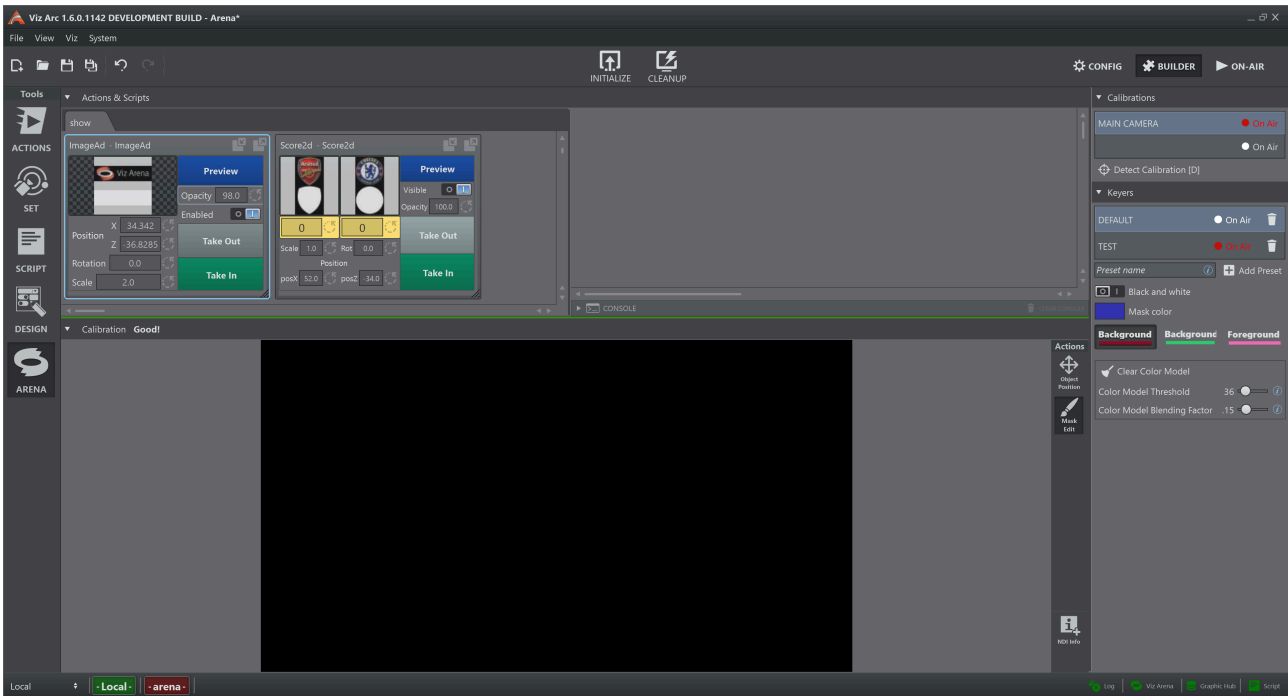 Viz Arc 1.6.0.1142 DEVELOPMENT BUILD - Arena*
File View Viz System
INITIALIZE CLEANUP
CONFIG BUILDER ON-AIR
Tools
ACTIONS
SET
SCRIPT
DESIGN
ARENA
Actions & Scripts
show
ImageAd - ImageAd
Viz Arena
Preview
Opacity 98.0
Enabled
Position X 34.342
Z -36.8285
Take Out
Rotation 0.0
Scale 2.0
Take In
Score2d - Score2d
Arsenal
Preview
Visible
Opacity 100.0
0 0
Take Out
Scale 1.0 Rot 0.0
Position
posX 52.0 posZ -34.0
Take In
CONSOLE
CLEAR CONSOLE
Calibration Good!
Actions
Object
Position
Mask
Edit
NDI Info
Calibrations
MAIN CAMERA On Air
On Air
Detect Calibration [D]
Keyers
DEFAULT On Air
TEST On Air
Preset name Add Preset
Black and white
Mask color
Background Background Foreground
Clear Color Model
Color Model Threshold 36
Color Model Blending Factor .15
Local - Local - - arena -
Log Viz Arena Graphic Hub Script